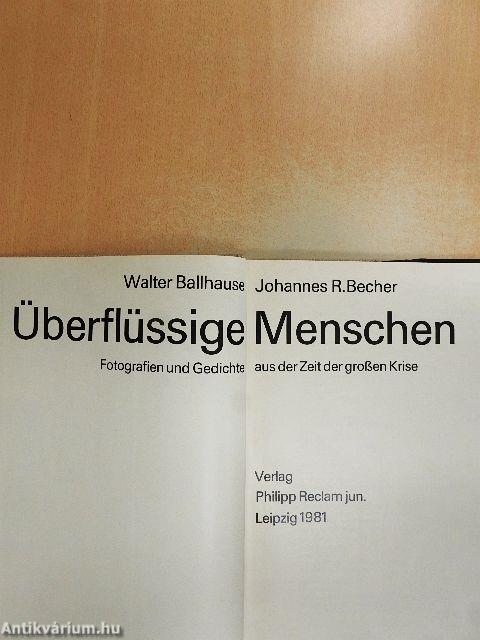 Walter Ballhause Johannes R. Becher
Überflüssige Menschen
Fotografien und Gedichte aus der Zeit der großen Krise
Verlag
Philipp Reclam jun.
Leipzig 1981
Antikvárium.hu